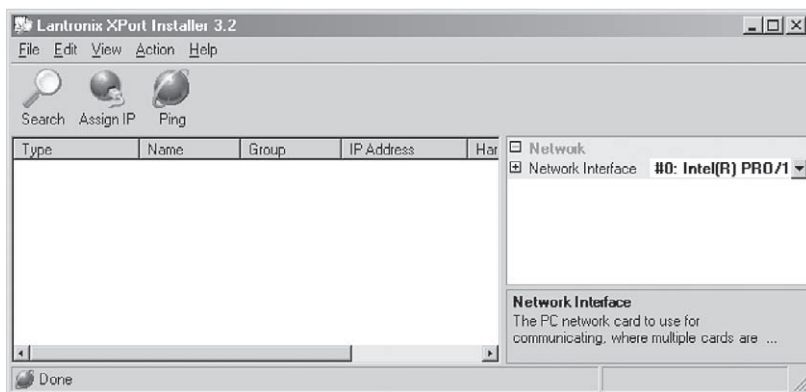 Lantronix XPort Installer 3.2
File Edit View Action Help
Search Assign IP Ping
Type Name Group IP Address Har
Network
Network Interface #0: Intel(R) PRO/1
Network Interface
The PC network card to use for
communicating, where multiple cards are ...
Done